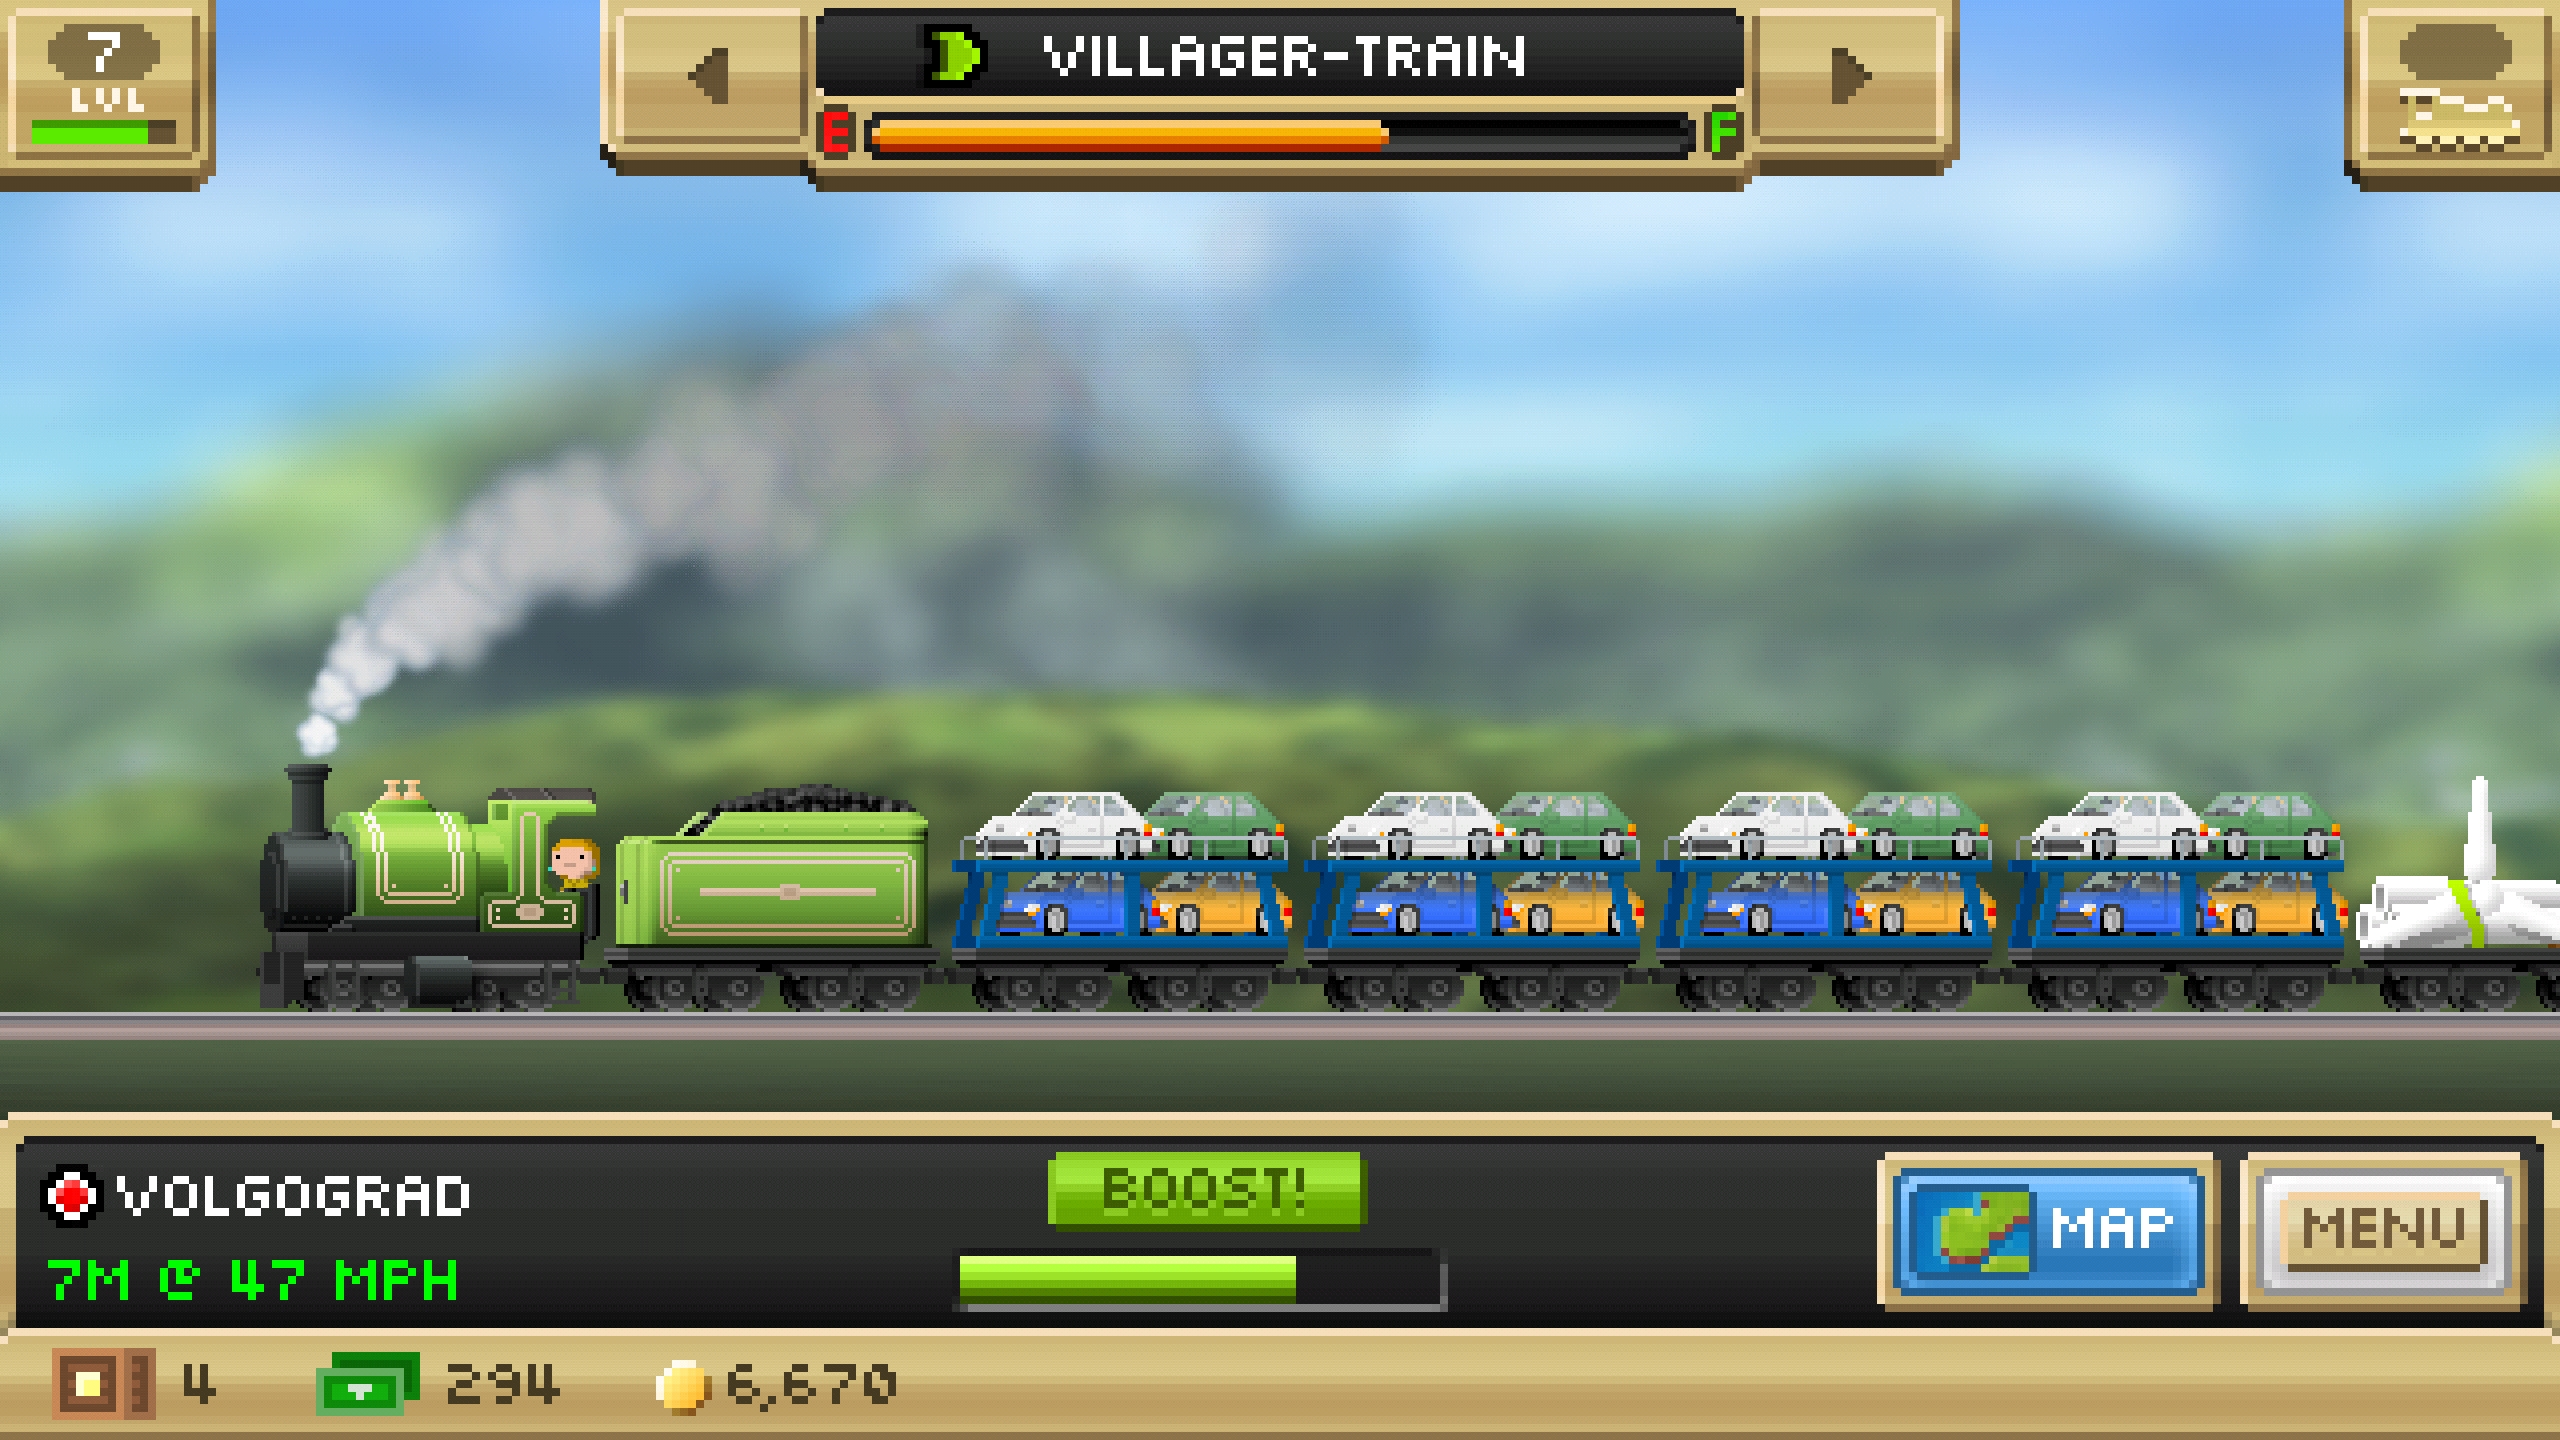 7
LVL
VILLAGER-TRAIN
E F
VOLGOGRAD
7M @ 47 MPH
BOOST!
MAP
MENU
4
294
6,670